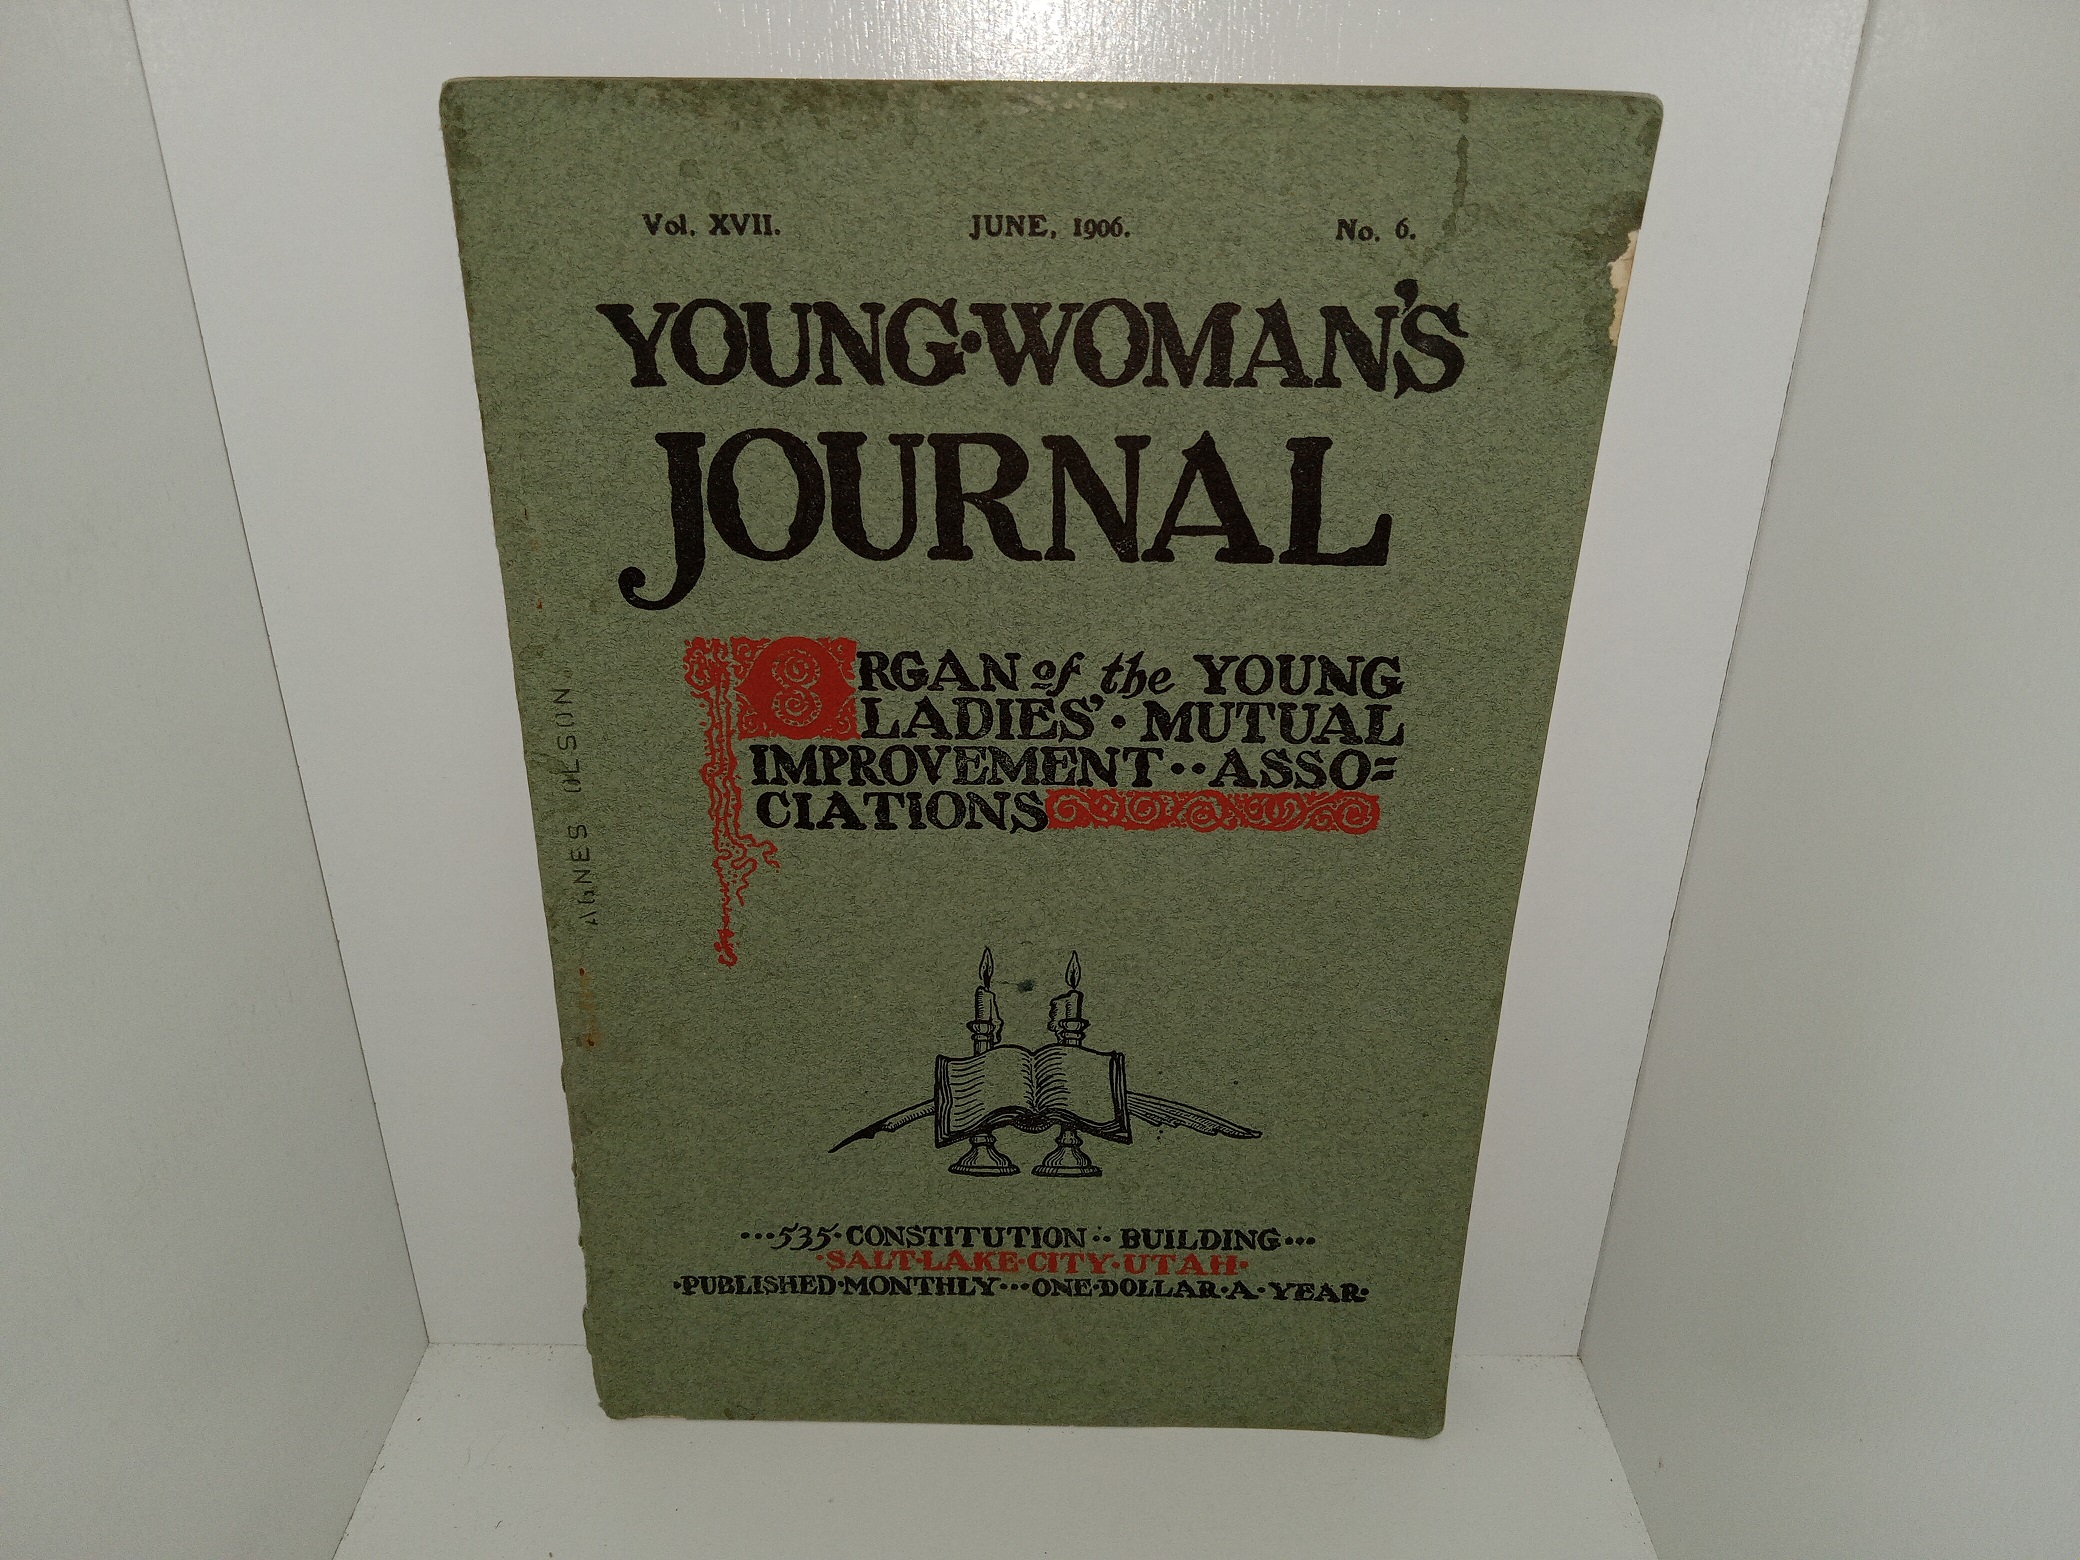 Vol. XVII. JUNE, 1906. No. 6.
YOUNG·WOMAN'S
JOURNAL
ORGAN of the YOUNG
LADIES'·MUTUAL
IMPROVEMENT··ASSO=
CIATIONS
AGNES OLSON
···535·CONSTITUTION··BUILDING···
·SALT·LAKE·CITY·UTAH·
·PUBLISHED·MONTHLY···ONE·DOLLAR·A·YEAR·